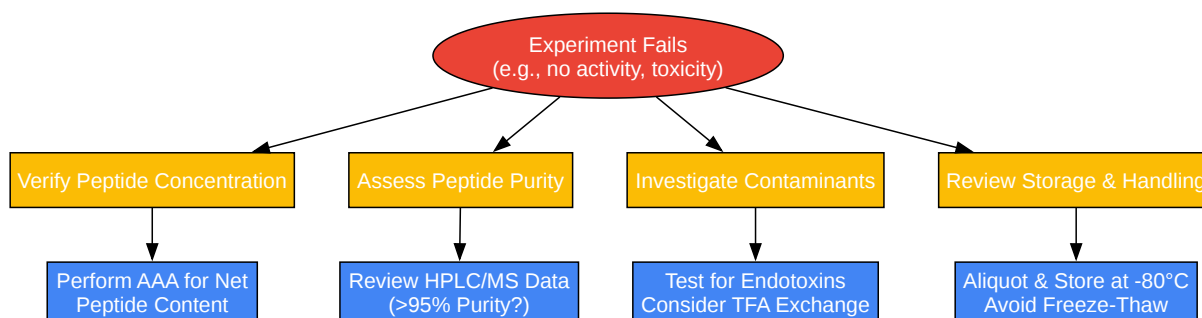 Experiment Fails
(e.g., no activity, toxicity)
Verify Peptide Concentration
Assess Peptide Purity
Investigate Contaminants
Review Storage & Handling
Perform AAA for Net
Peptide Content
Review HPLC/MS Data
(>95% Purity?)
Test for Endotoxins
Consider TFA Exchange
Aliquot & Store at -80°C
Avoid Freeze-Thaw